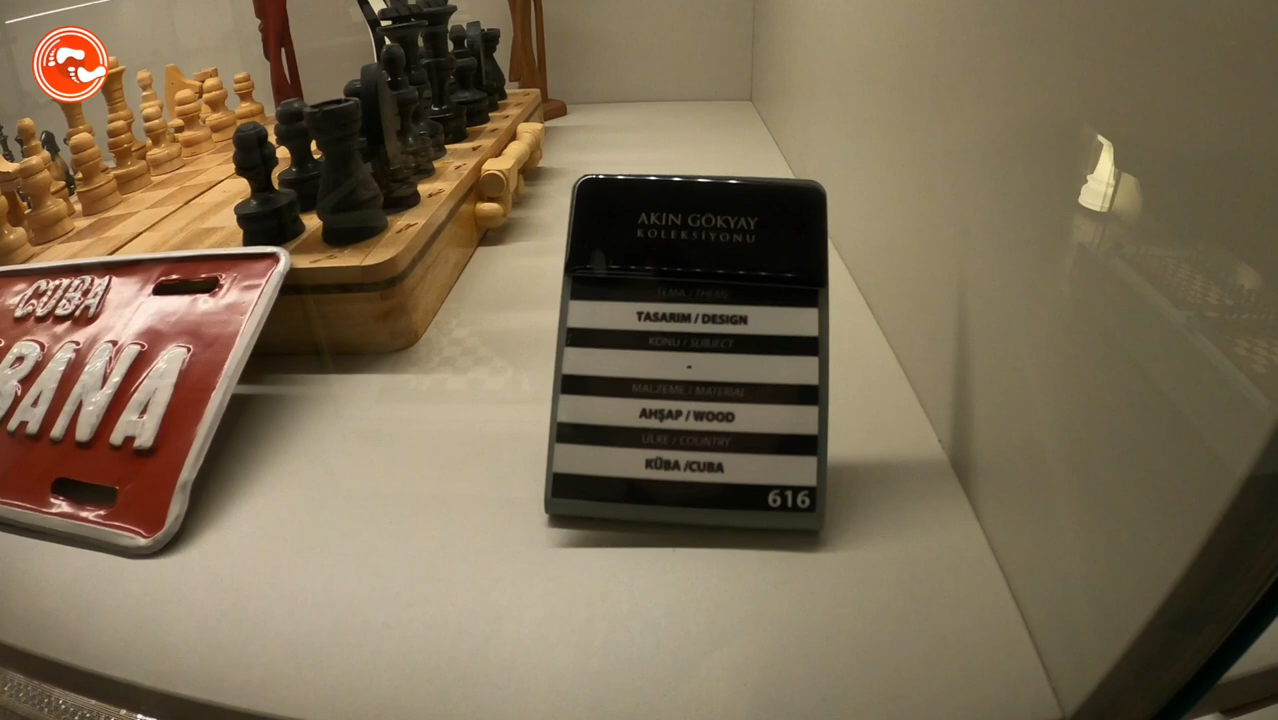 CUBA
BANA
AKIN GÖKYAY
KOLEKSİYONU
TEMA / THEME
TASARIM / DESIGN
KONU / SUBJECT
-
MALZEME / MATERIAL
AHŞAP / WOOD
ÜLKE / COUNTRY
KÜBA /CUBA
616